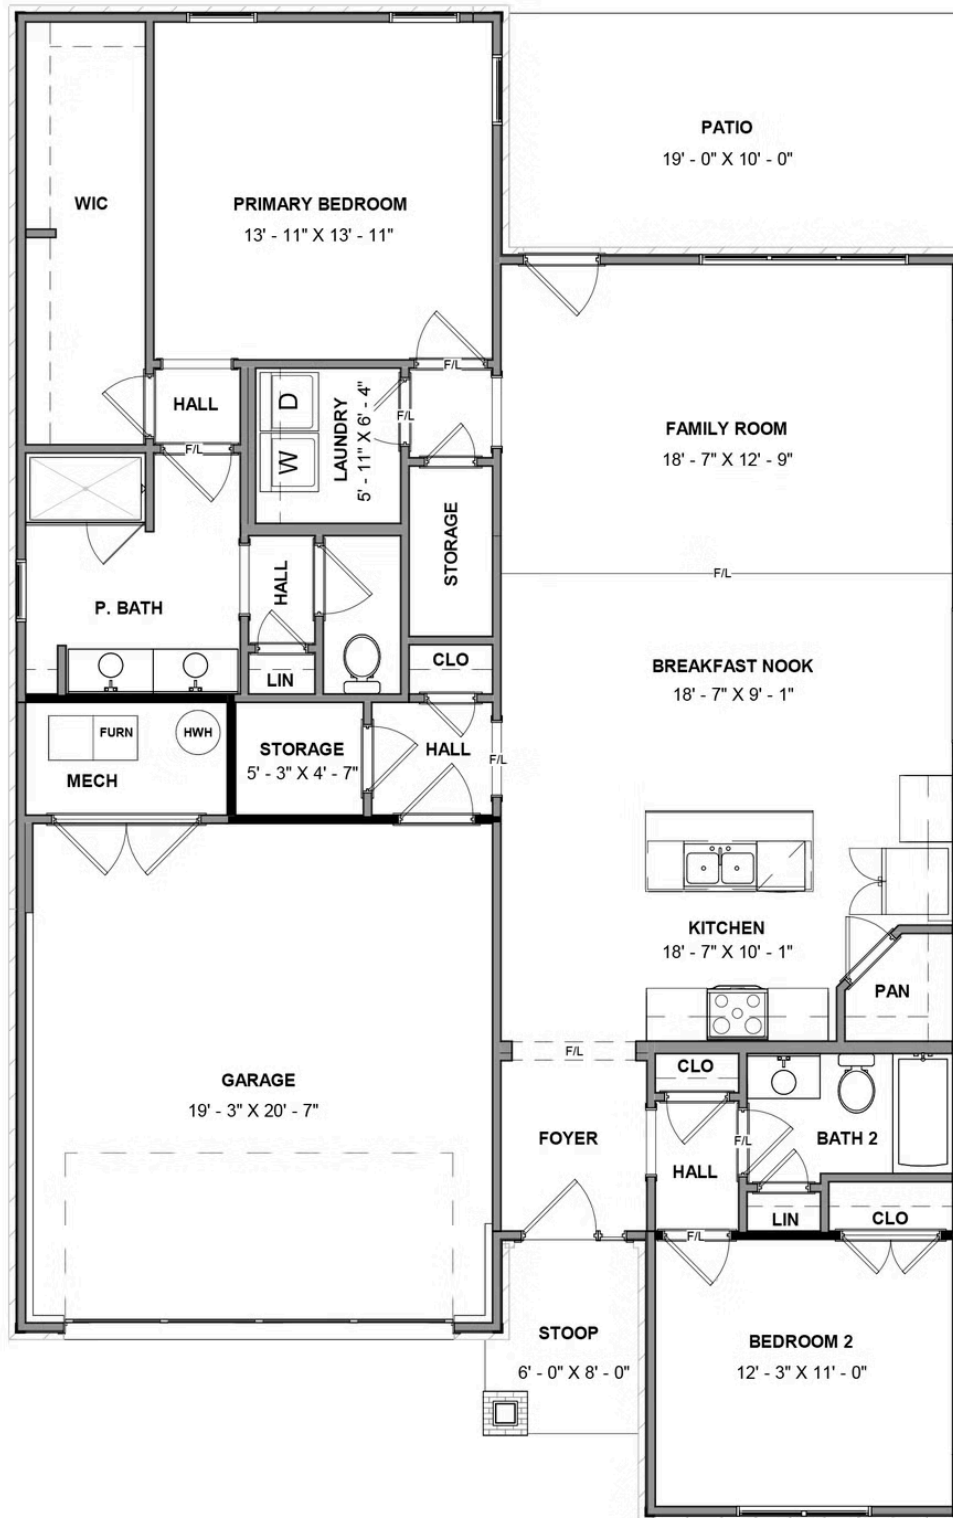 PATIO
19' - 0" X 10' - 0"
WIC
PRIMARY BEDROOM
13' - 11" X 13' - 11"
F/L
HALL
D
W
LAUNDRY
5' - 11" X 6' - 4"
F/L
F/L
FAMILY ROOM
18' - 7" X 12' - 9"
STORAGE
F/L
HALL
P. BATH
LIN
CLO
BREAKFAST NOOK
18' - 7" X 9' - 1"
FURN
HWH
MECH
STORAGE
5' - 3" X 4' - 7"
HALL
F/L
KITCHEN
18' - 7" X 10' - 1"
PAN
F/L
GARAGE
19' - 3" X 20' - 7"
CLO
FOYER
F/L
BATH 2
HALL
LIN
CLO
F/L
STOOP
6' - 0" X 8' - 0"
BEDROOM 2
12' - 3" X 11' - 0"